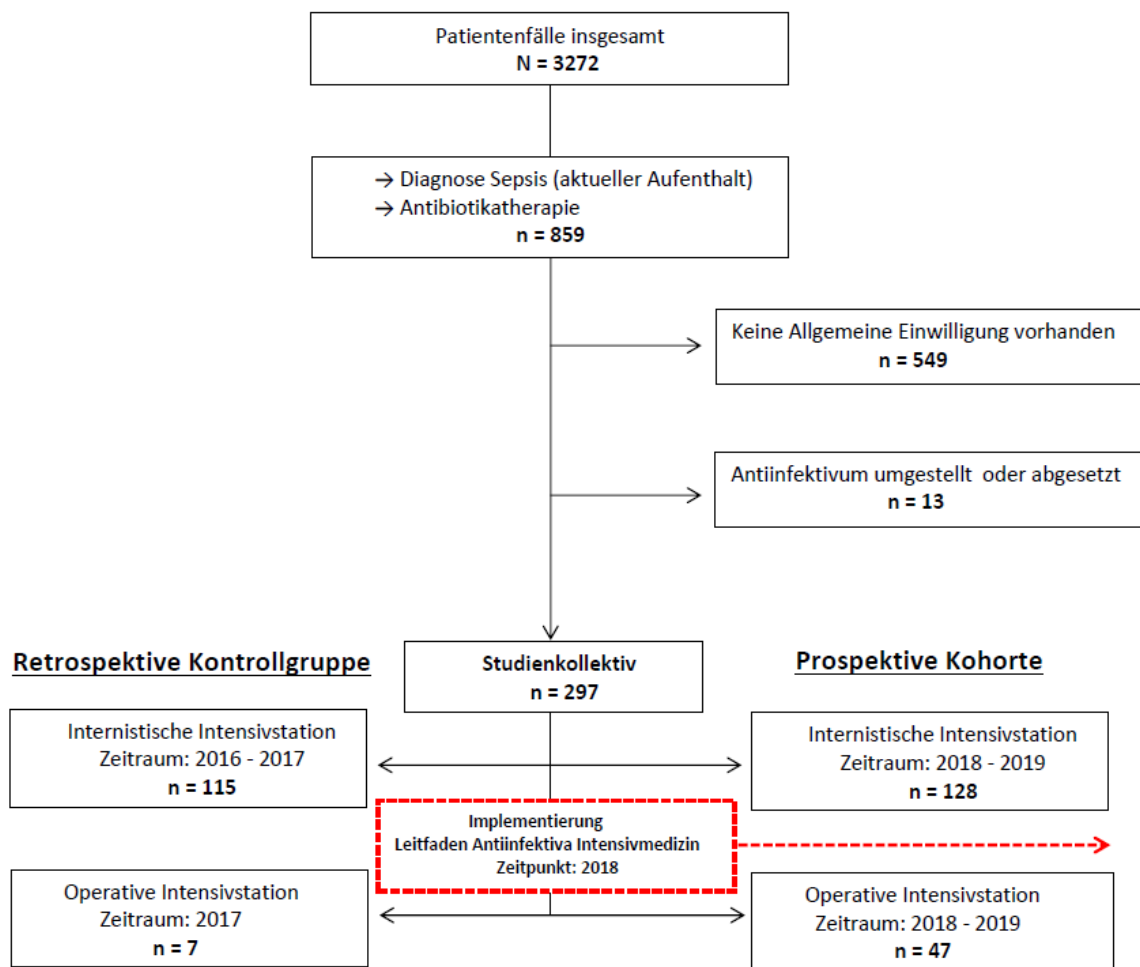 Patientenfälle insgesamt
N = 3272
→ Diagnose Sepsis (aktueller Aufenthalt)
→ Antibiotikatherapie
n = 859
Keine Allgemeine Einwilligung vorhanden
n = 549
Antiinfektivum umgestellt oder abgesetzt
n = 13
Studienkollektiv
n = 297
Retrospektive Kontrollgruppe
Internistische Intensivstation
Zeitraum: 2016 - 2017
n = 115
Prospektive Kohorte
Internistische Intensivstation
Zeitraum: 2018 - 2019
n = 128
Implementierung
Leitfaden Antiinfektiva Intensivmedizin
Zeitpunkt: 2018
Operative Intensivstation
Zeitraum: 2017
n = 7
Operative Intensivstation
Zeitraum: 2018 - 2019
n = 47